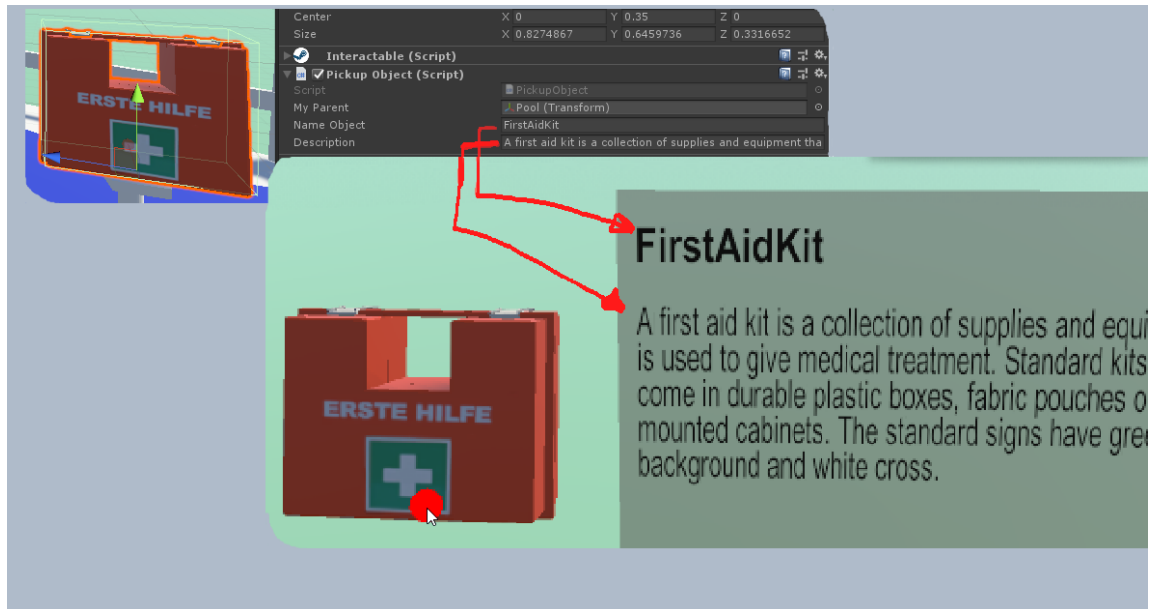 Center X 0 Y 0.35 Z 0
Size X 0.8274867 Y 0.6459736 Z 0.3316652
Interactable (Script)
Pickup Object (Script)
Script PickupObject
My Parent Pool (Transform)
Name Object FirstAidKit
Description A first aid kit is a collection of supplies and equipment tha
ERSTE HILFE
FirstAidKit
A first aid kit is a collection of supplies and equi
is used to give medical treatment. Standard kits
come in durable plastic boxes, fabric pouches o
mounted cabinets. The standard signs have gree
background and white cross.
ERSTE HILFE